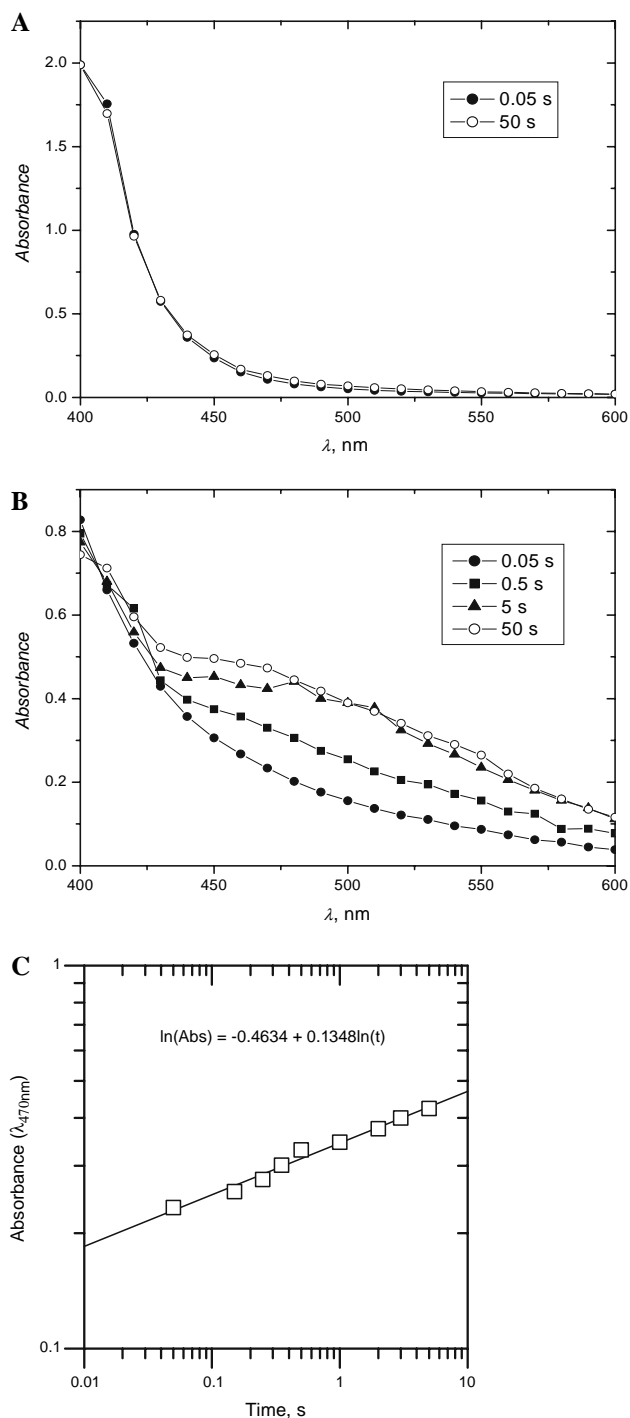 A
Absorbance
2.0
1.5
1.0
0.5
0.0
400
450
500
550
600
λ, nm
0.05 s
50 s
B
Absorbance
0.8
0.6
0.4
0.2
0.0
400
450
500
550
600
λ, nm
0.05 s
0.5 s
5 s
50 s
C
Absorbance (λ470nm)
1
0.1
ln(Abs) = -0.4634 + 0.1348ln(t)
0.01
0.1
1
10
Time, s